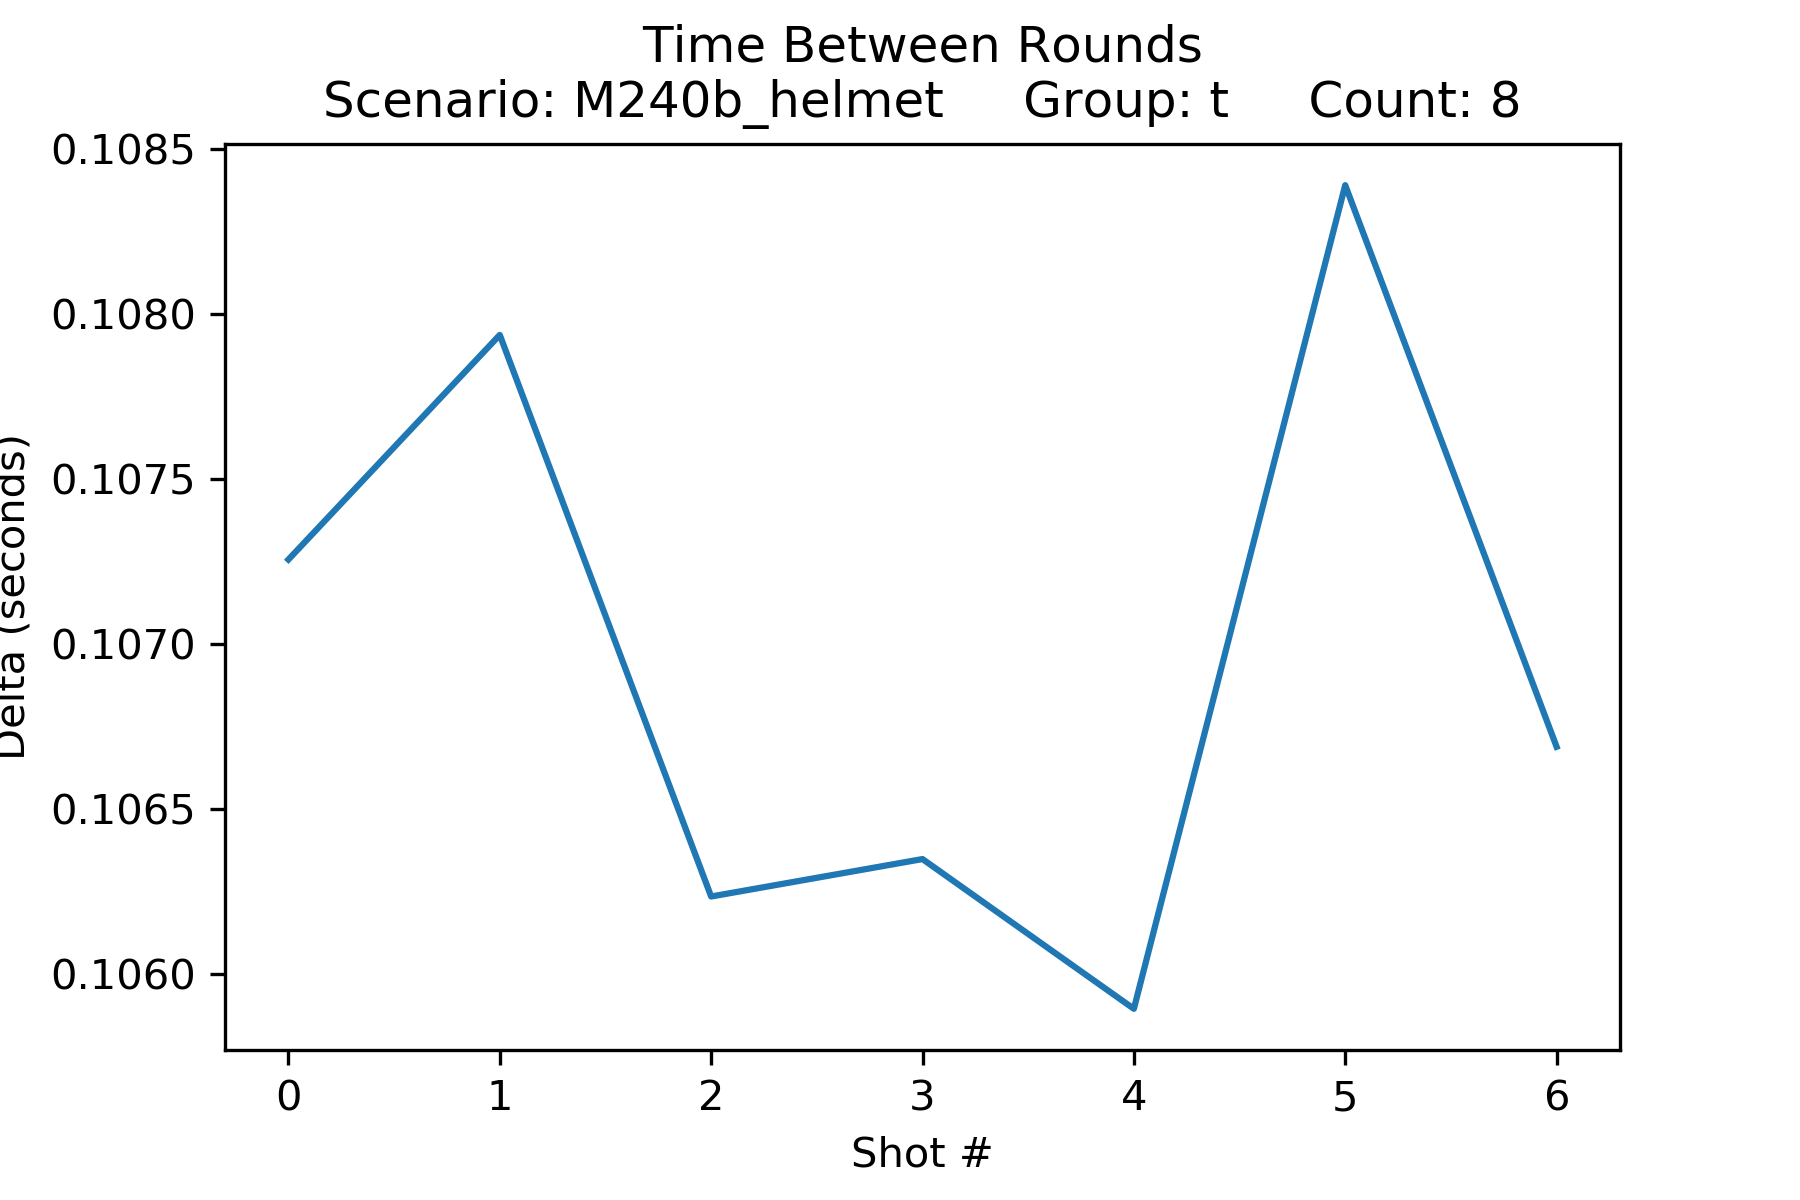 Time Between Rounds
Scenario: M240b_helmet Group: t Count: 8
0.1085
0.1080
0.1075
0.1070
0.1065
0.1060
Delta (seconds)
0 1 2 3 4 5 6
Shot #